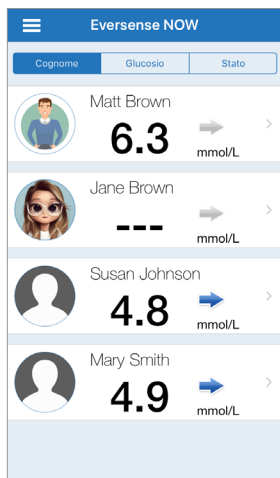 Eversense NOW
Cognome Glucosio Stato
Matt Brown
6.3
mmol/L
Jane Brown
---
mmol/L
Susan Johnson
4.8
mmol/L
Mary Smith
4.9
mmol/L